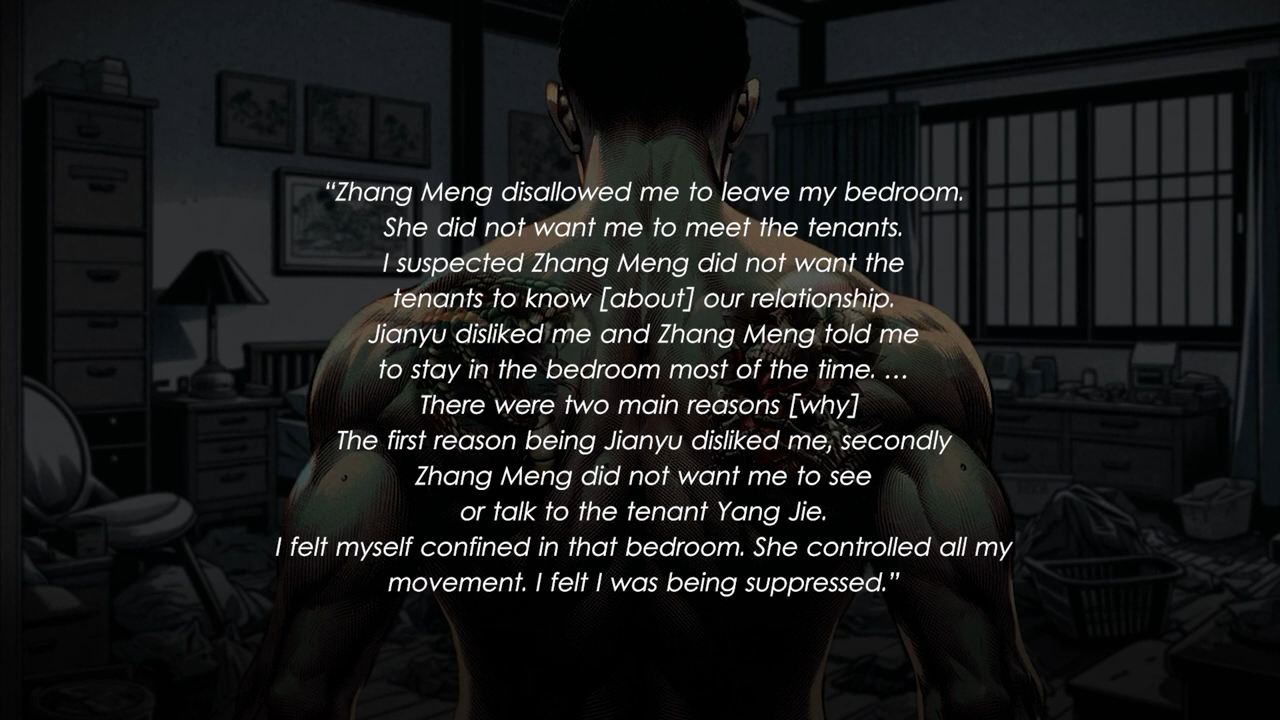 “Zhang Meng disallowed me to leave my bedroom.
She did not want me to meet the tenants.
I suspected Zhang Meng did not want the
tenants to know [about] our relationship.
Jianyu disliked me and Zhang Meng told me
to stay in the bedroom most of the time. ...
There were two main reasons [why]
The first reason being Jianyu disliked me, secondly
Zhang Meng did not want me to see
or talk to the tenant Yang Jie.
I felt myself confined in that bedroom. She controlled all my
movement. I felt I was being suppressed.”